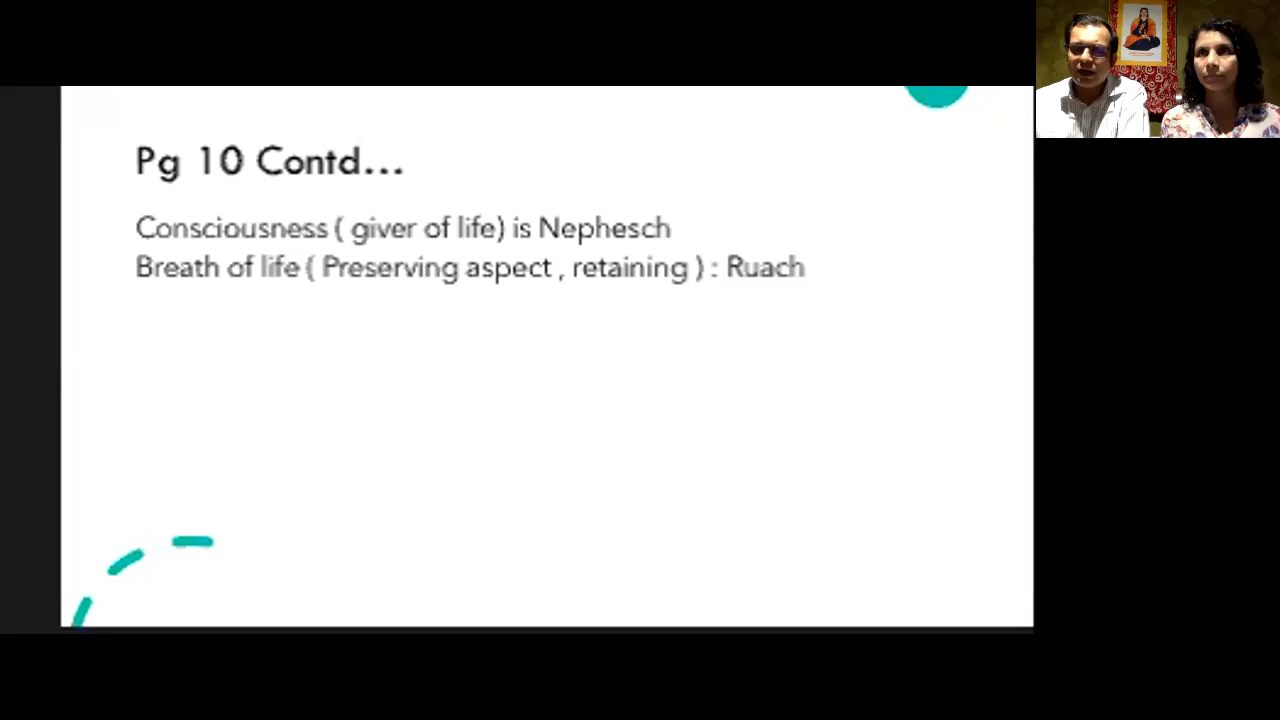 Pg 10 Contd...
Consciousness ( giver of life) is Nephesch
Breath of life ( Preserving aspect , retaining ) : Ruach